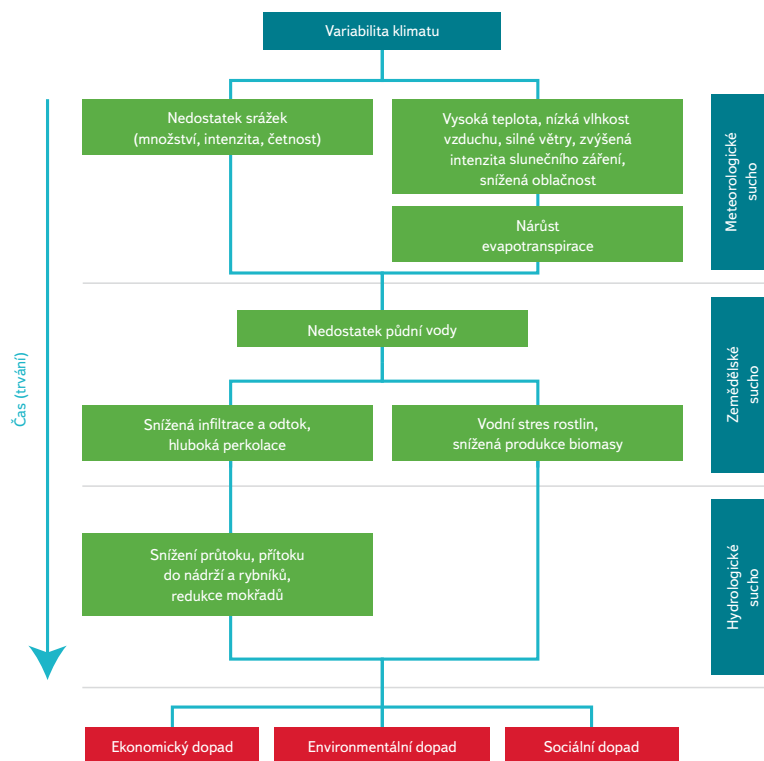 Variabilita klimatu
Nedostatek srážek
(množství, intenzita, četnost)
Vysoká teplota, nízká vlhkost
vzduchu, silné větry, zvýšená
intenzita slunečního záření,
snížená oblačnost
Nárůst
evapotranspirace
Meteorologické
sucho
Nedostatek půdní vody
Snížená infiltrace a odtok,
hluboká perkolace
Vodní stres rostlin,
snížená produkce biomasy
Zemědělské
sucho
Čas (trvání)
Snížení průtoku, přítoku
do nádrží a rybníků,
redukce mokřadů
Hydrologické
sucho
Ekonomický dopad
Environmentální dopad
Sociální dopad